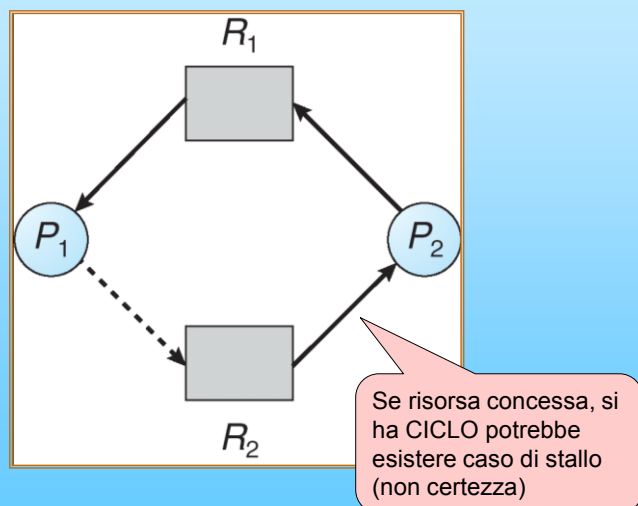 R1
P1
P2
R2
Se risorsa concessa, si
ha CICLO potrebbe
esistere caso di stallo
(non certezza)